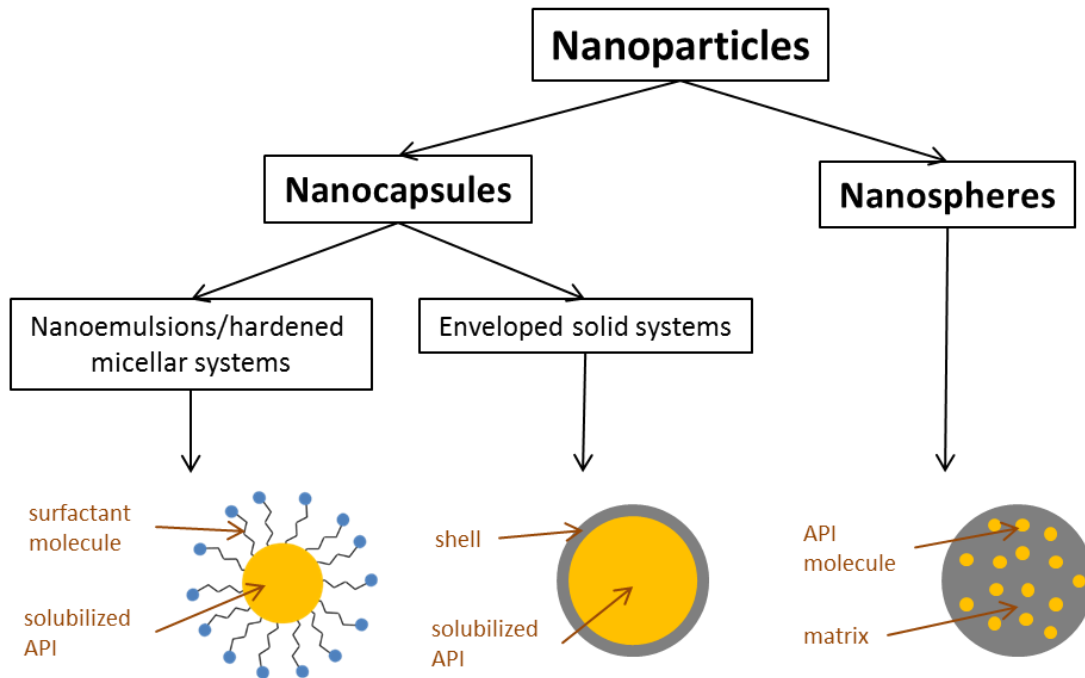 Nanoparticles
Nanocapsules
Nanospheres
Nanoemulsions/hardened
micellar systems
Enveloped solid systems
surfactant
molecule
solubilized
API
shell
solubilized
API
API
molecule
matrix